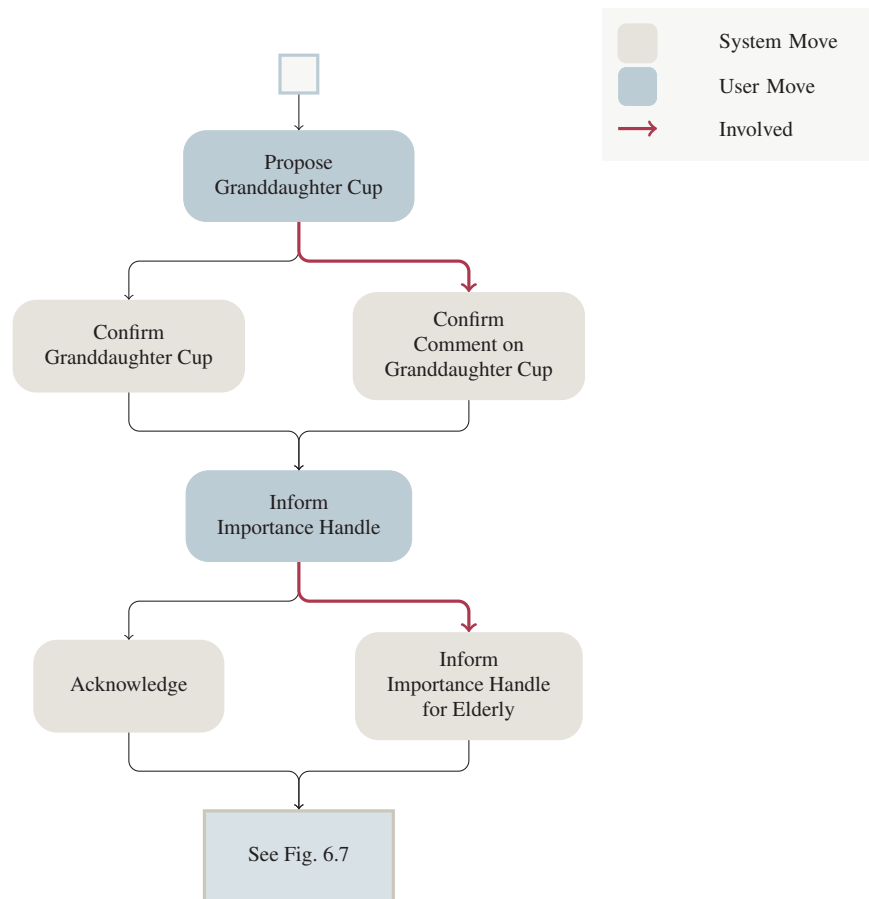 System Move
User Move
Involved
Propose
Granddaughter Cup
Confirm
Granddaughter Cup
Confirm
Comment on
Granddaughter Cup
Inform
Importance Handle
Acknowledge
Inform
Importance Handle
for Elderly
See Fig. 6.7